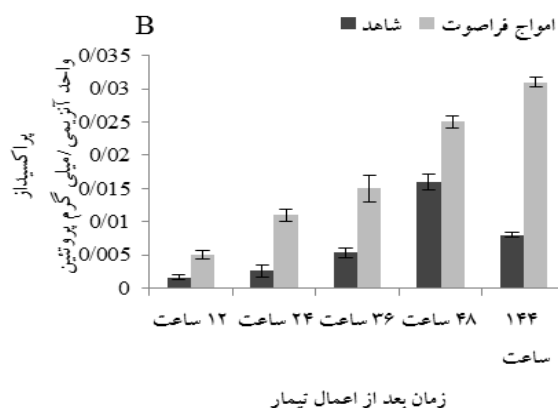 B
شاهد امواج فراصوت
پراکسیداز
واحد آنزیمی/میلی گرم پروتئین
0/035
0/03
0/025
0/02
0/015
0/01
0/005
0
۱۲ ساعت ۲۴ ساعت ۳۶ ساعت ۴۸ ساعت ۱۴۴ ساعت
زمان بعد از اعمال تیمار